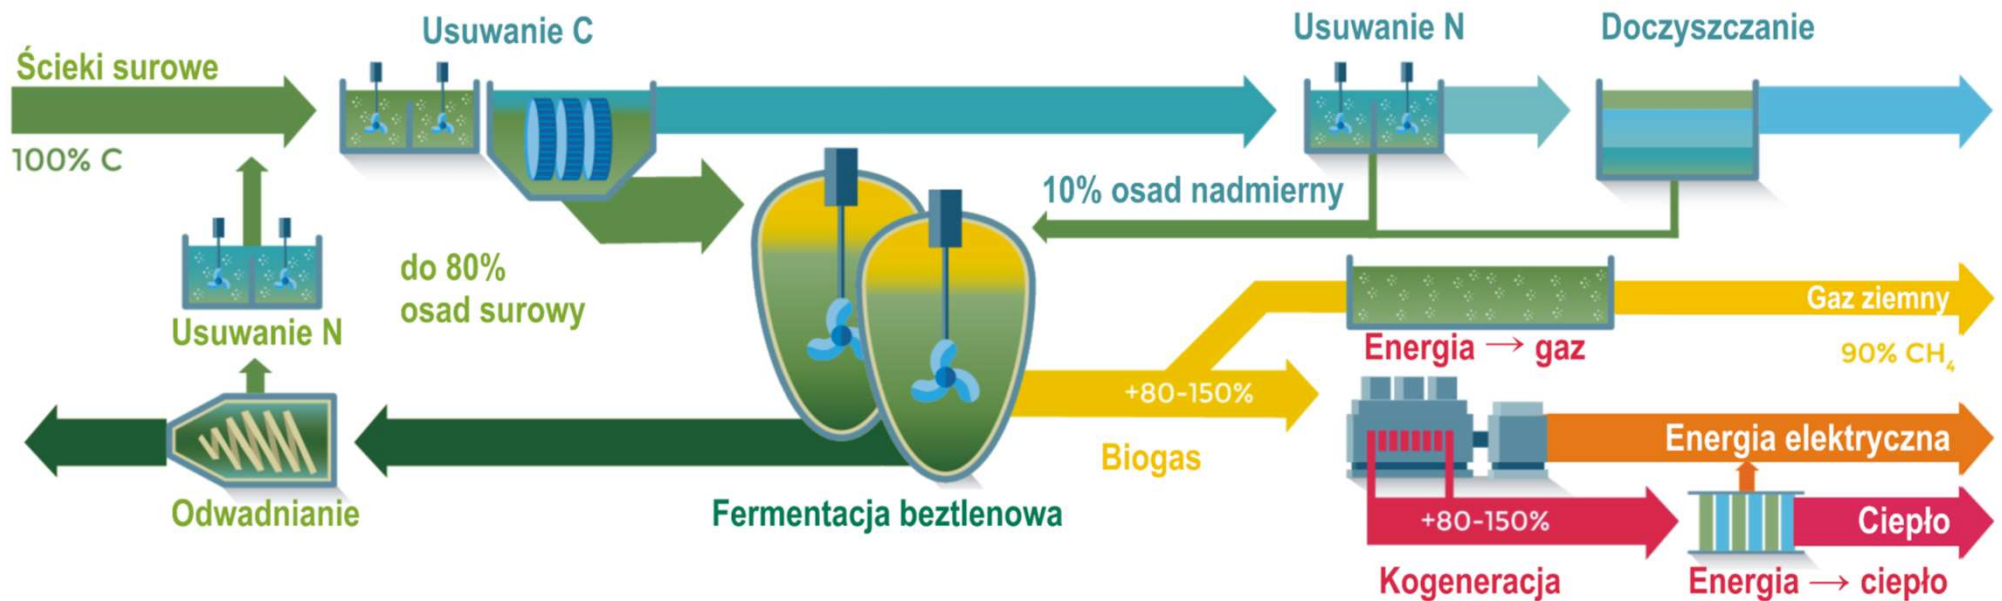 Usuwanie C
Usuwanie N
Doczyszczanie
Ścieki surowe
100% C
10% osad nadmierny
do 80%
osad surowy
Usuwanie N
Gaz ziemny
Energia → gaz
90% CH₄
+80-150%
Biogas
Energia elektryczna
Odwadnianie
Fermentacja beztlenowa
+80-150%
Ciepło
Kogeneracja
Energia → ciepło